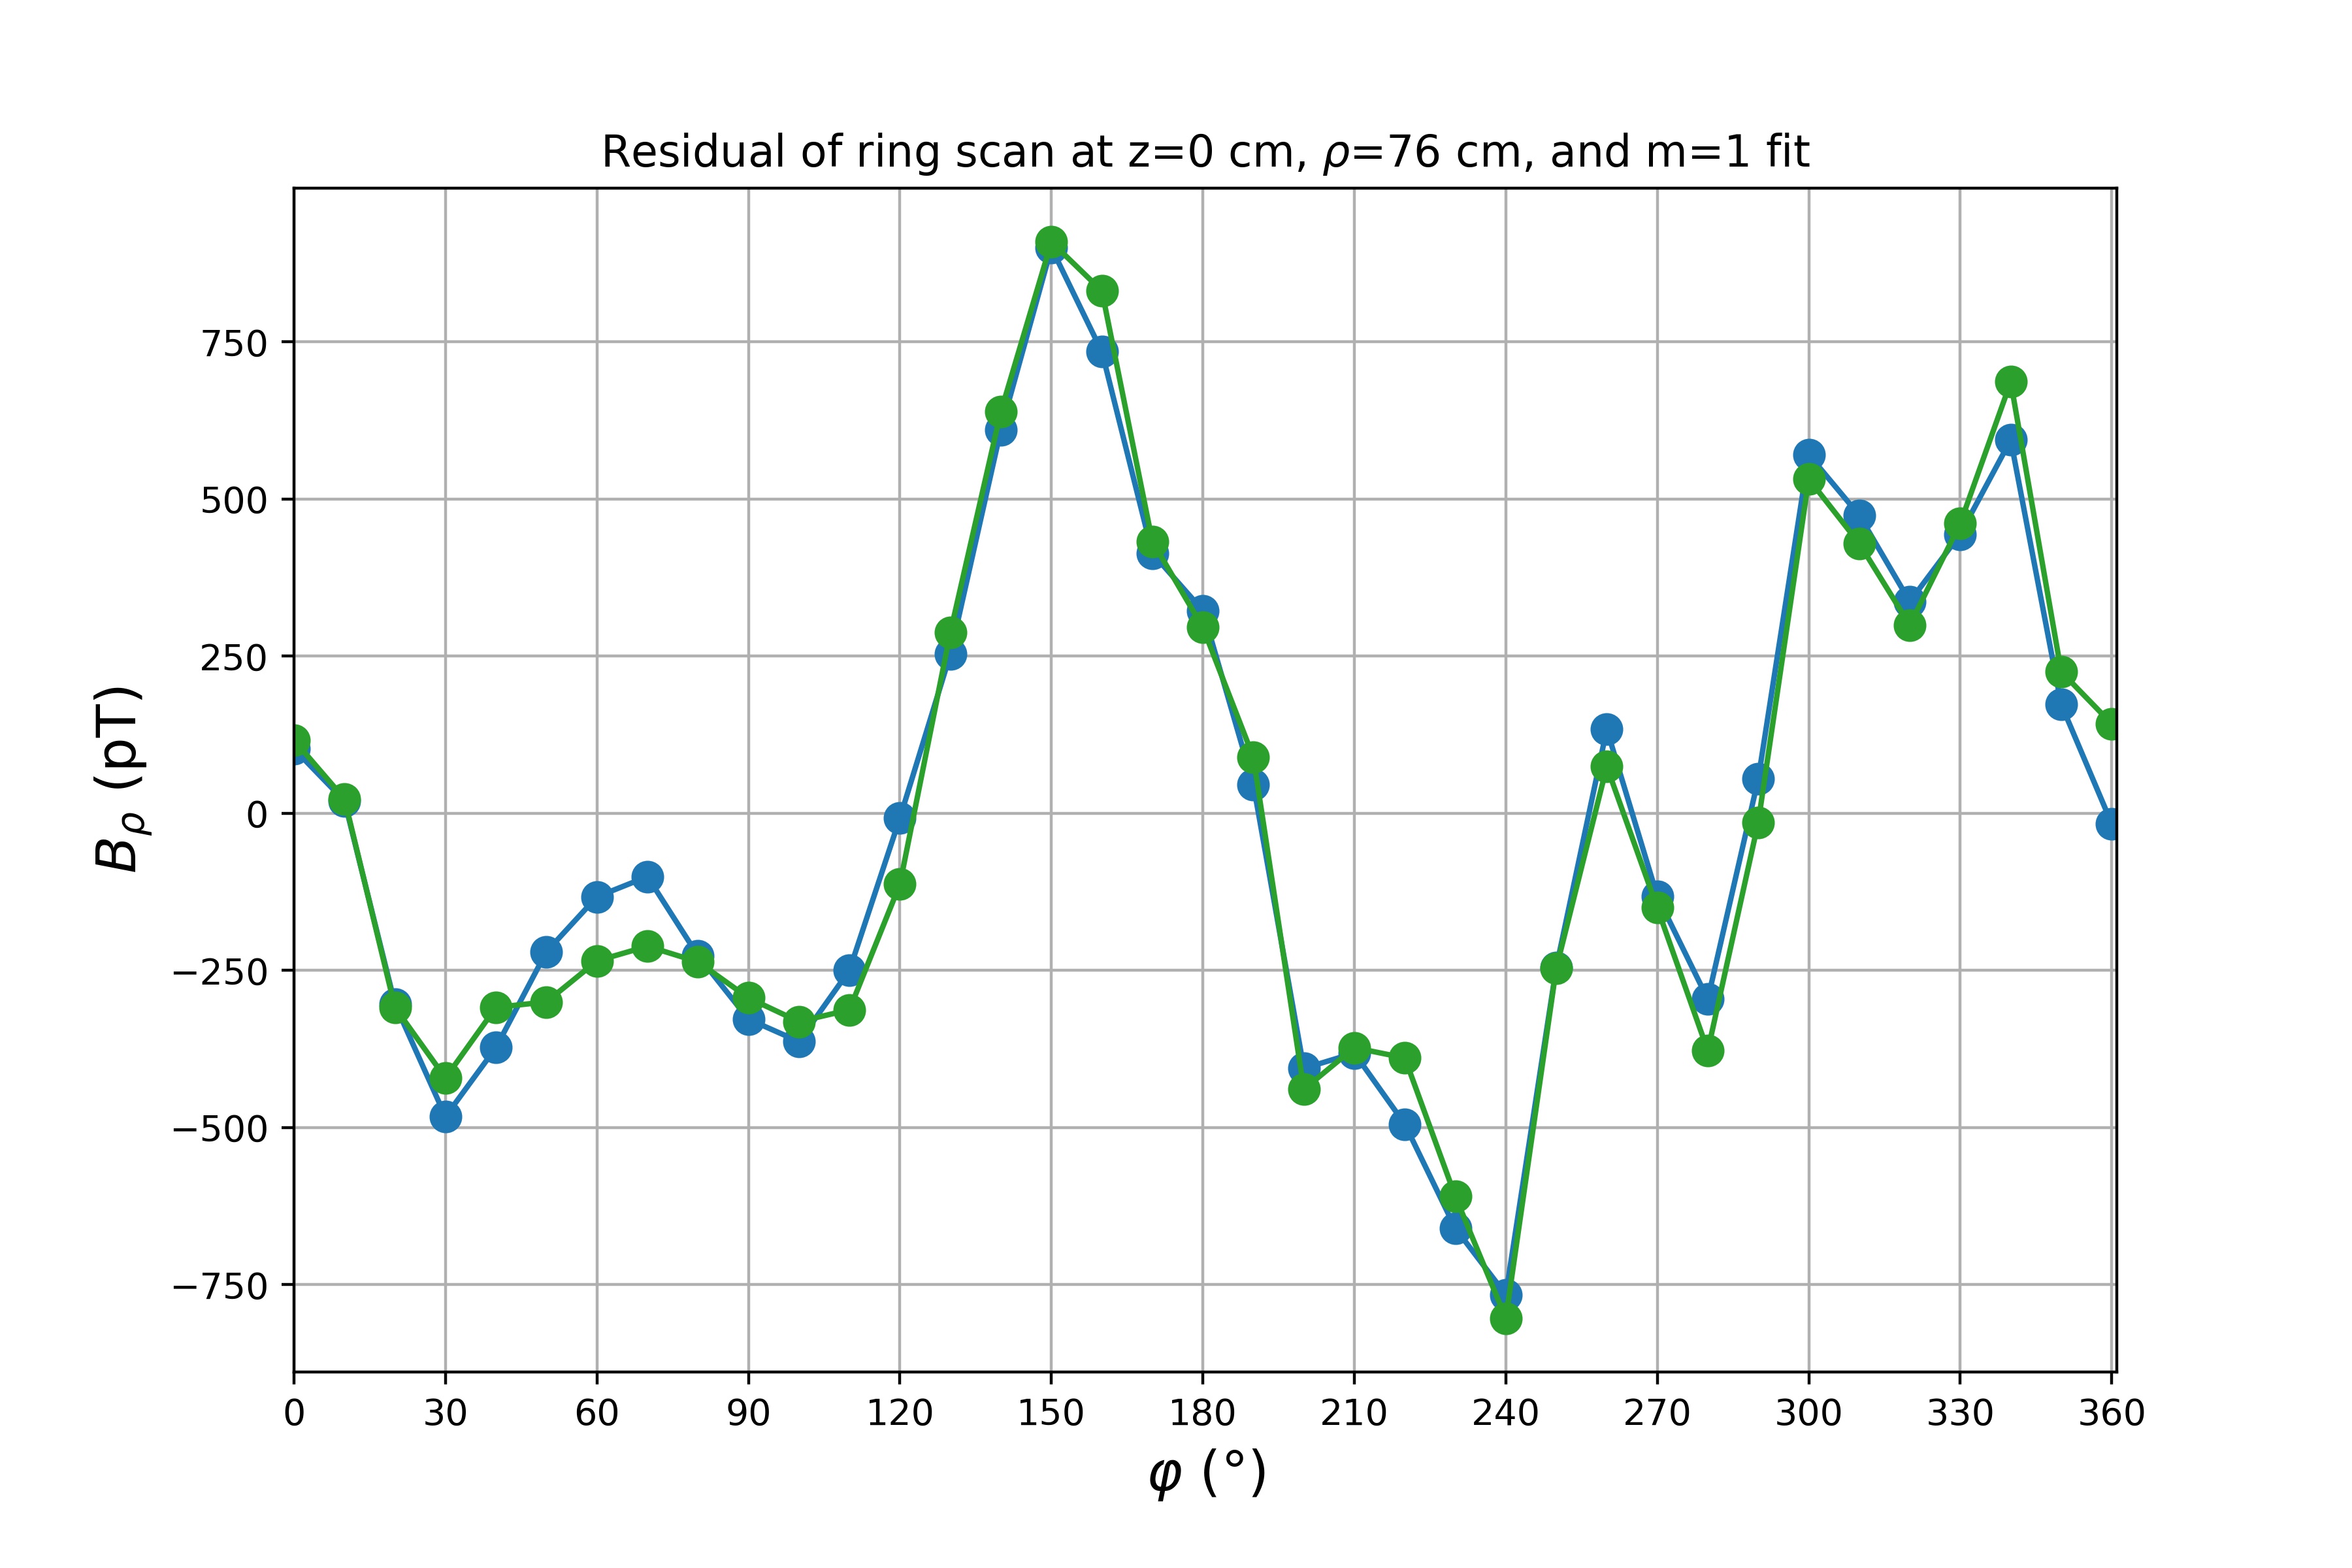 Residual of ring scan at z=0 cm, ρ=76 cm, and m=1 fit
750
500
250
0
−250
−500
−750
Bρ (pT)
0 30 60 90 120 150 180 210 240 270 300 330 360
φ (°)